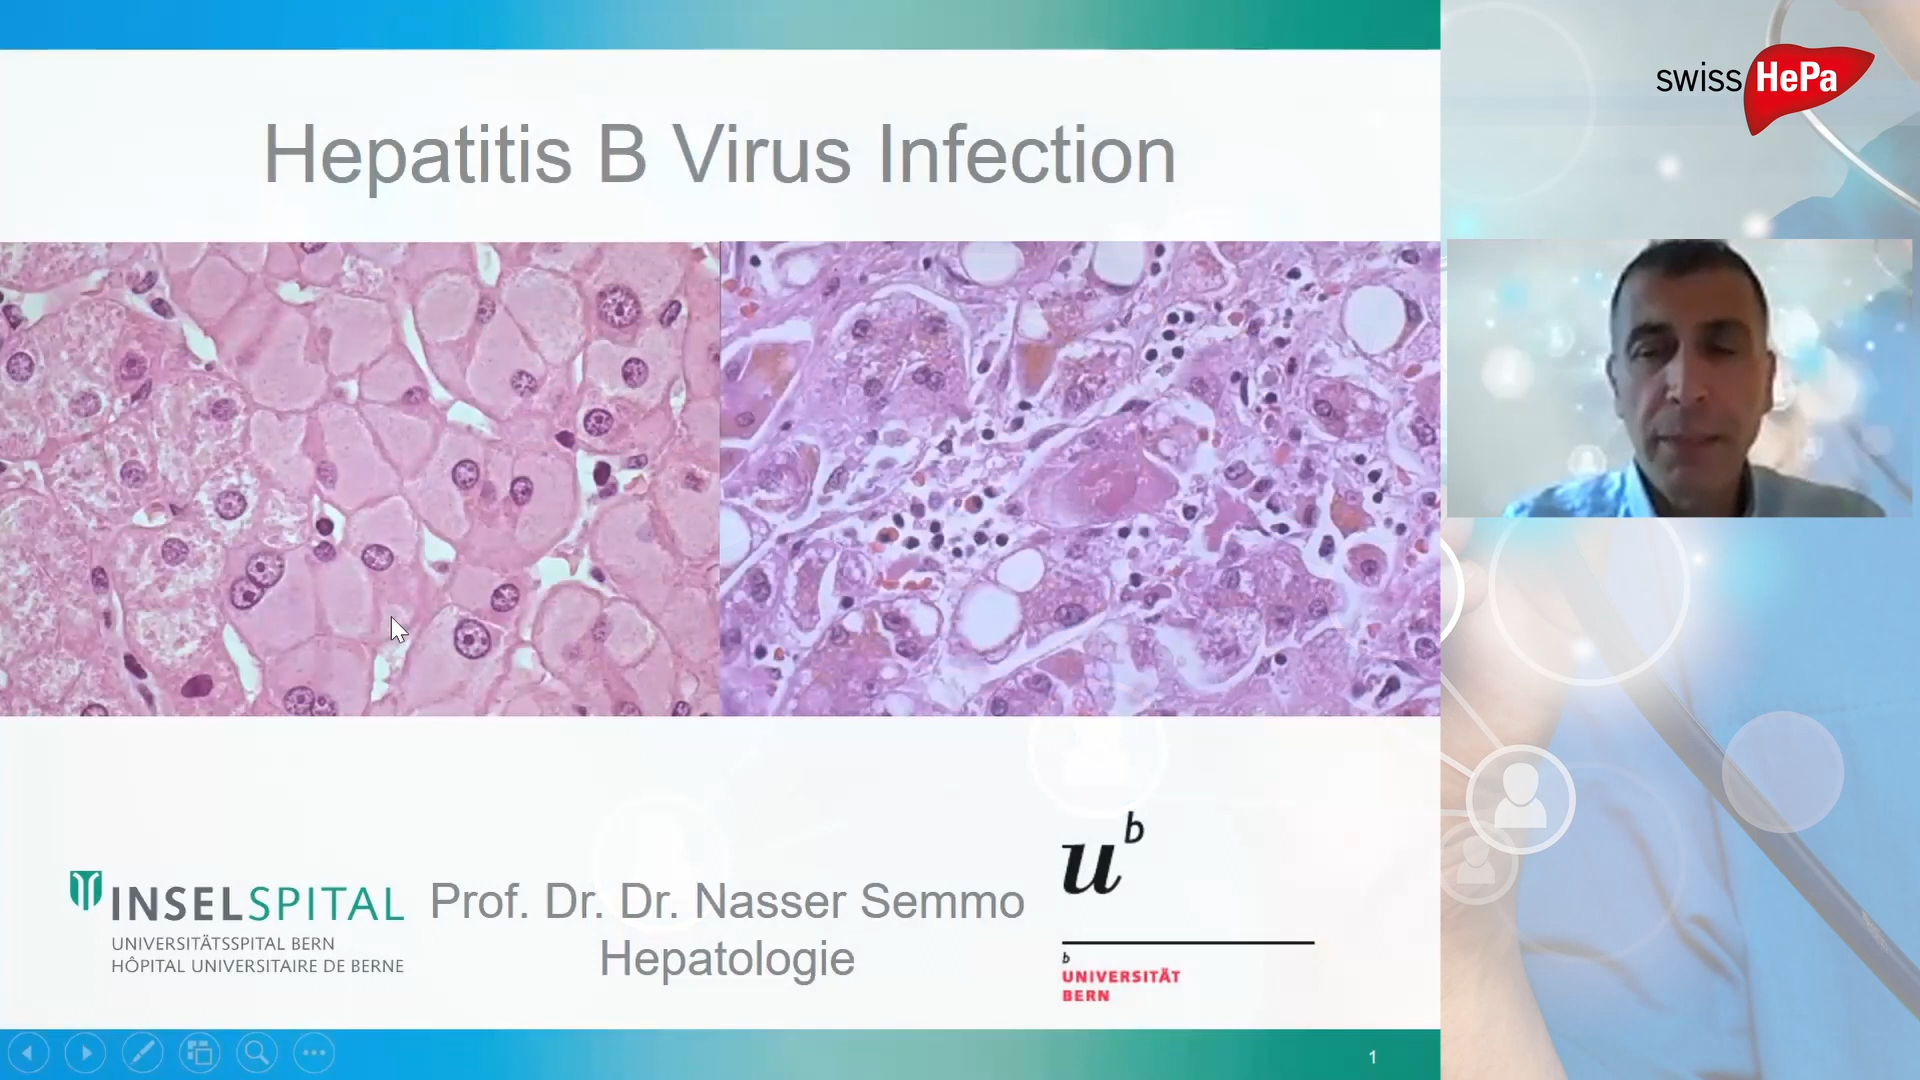 Hepatitis B Virus Infection
swiss HePa
INSELSPITAL
UNIVERSITÄTSSPITAL BERN
HÔPITAL UNIVERSITAIRE DE BERNE
Prof. Dr. Dr. Nasser Semmo
Hepatologie
u b
b
UNIVERSITÄT
BERN
1